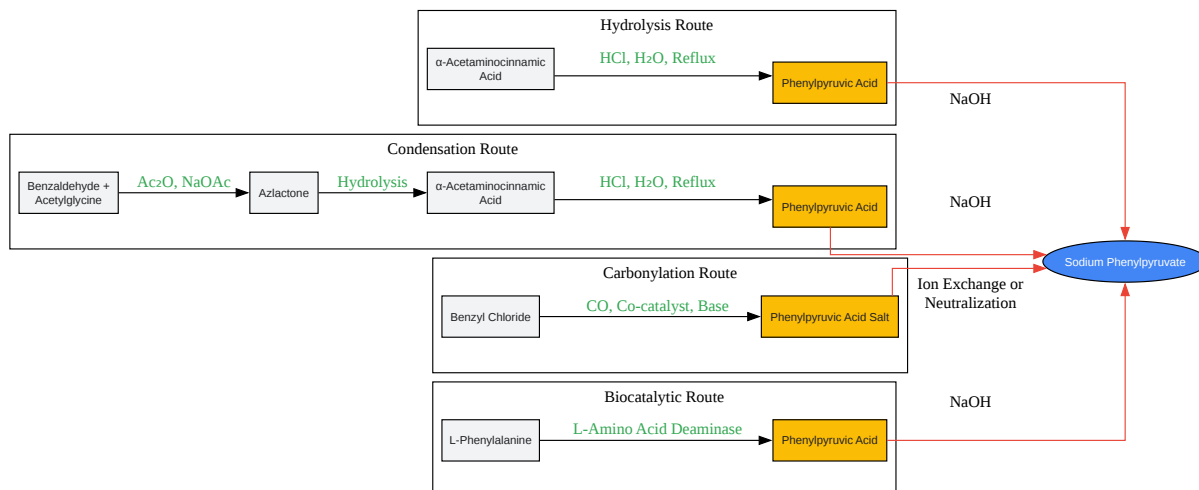 Hydrolysis Route
α-Acetaminocinnamic
Acid
HCl, H₂O, Reflux
Phenylpyruvic Acid
NaOH
Condensation Route
Benzaldehyde +
Acetylglycine
Ac₂O, NaOAc
Azlactone
Hydrolysis
α-Acetaminocinnamic
Acid
HCl, H₂O, Reflux
Phenylpyruvic Acid
NaOH
Sodium Phenylpyruvate
Carbonylation Route
Benzyl Chloride
CO, Co-catalyst, Base
Phenylpyruvic Acid Salt
Ion Exchange or
Neutralization
Biocatalytic Route
L-Phenylalanine
L-Amino Acid Deaminase
Phenylpyruvic Acid
NaOH